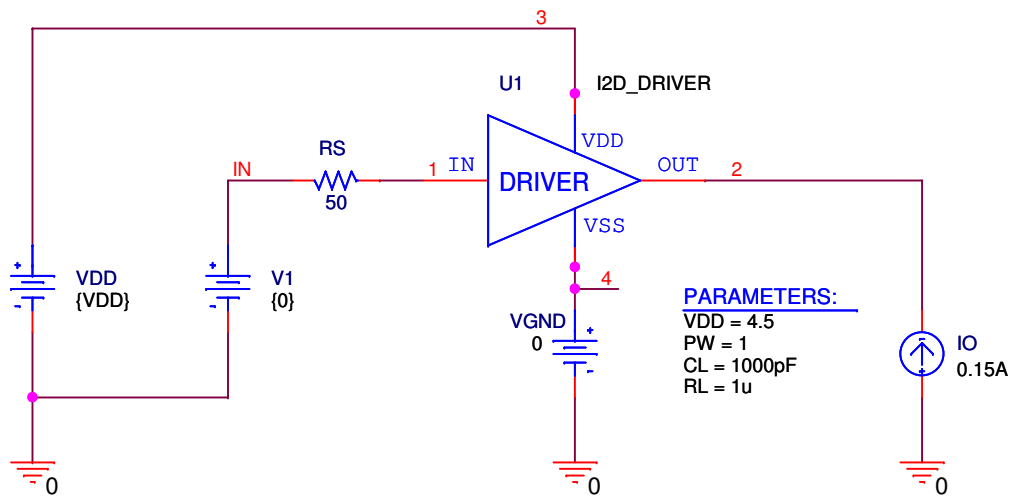 3
U1
I2D_DRIVER
VDD
RS
IN
1
IN
OUT
2
DRIVER
50
VSS
VDD
{VDD}
V1
{0}
4
VGND
0
PARAMETERS:
VDD = 4.5
PW = 1
CL = 1000pF
RL = 1u
IO
0.15A
0
0
0